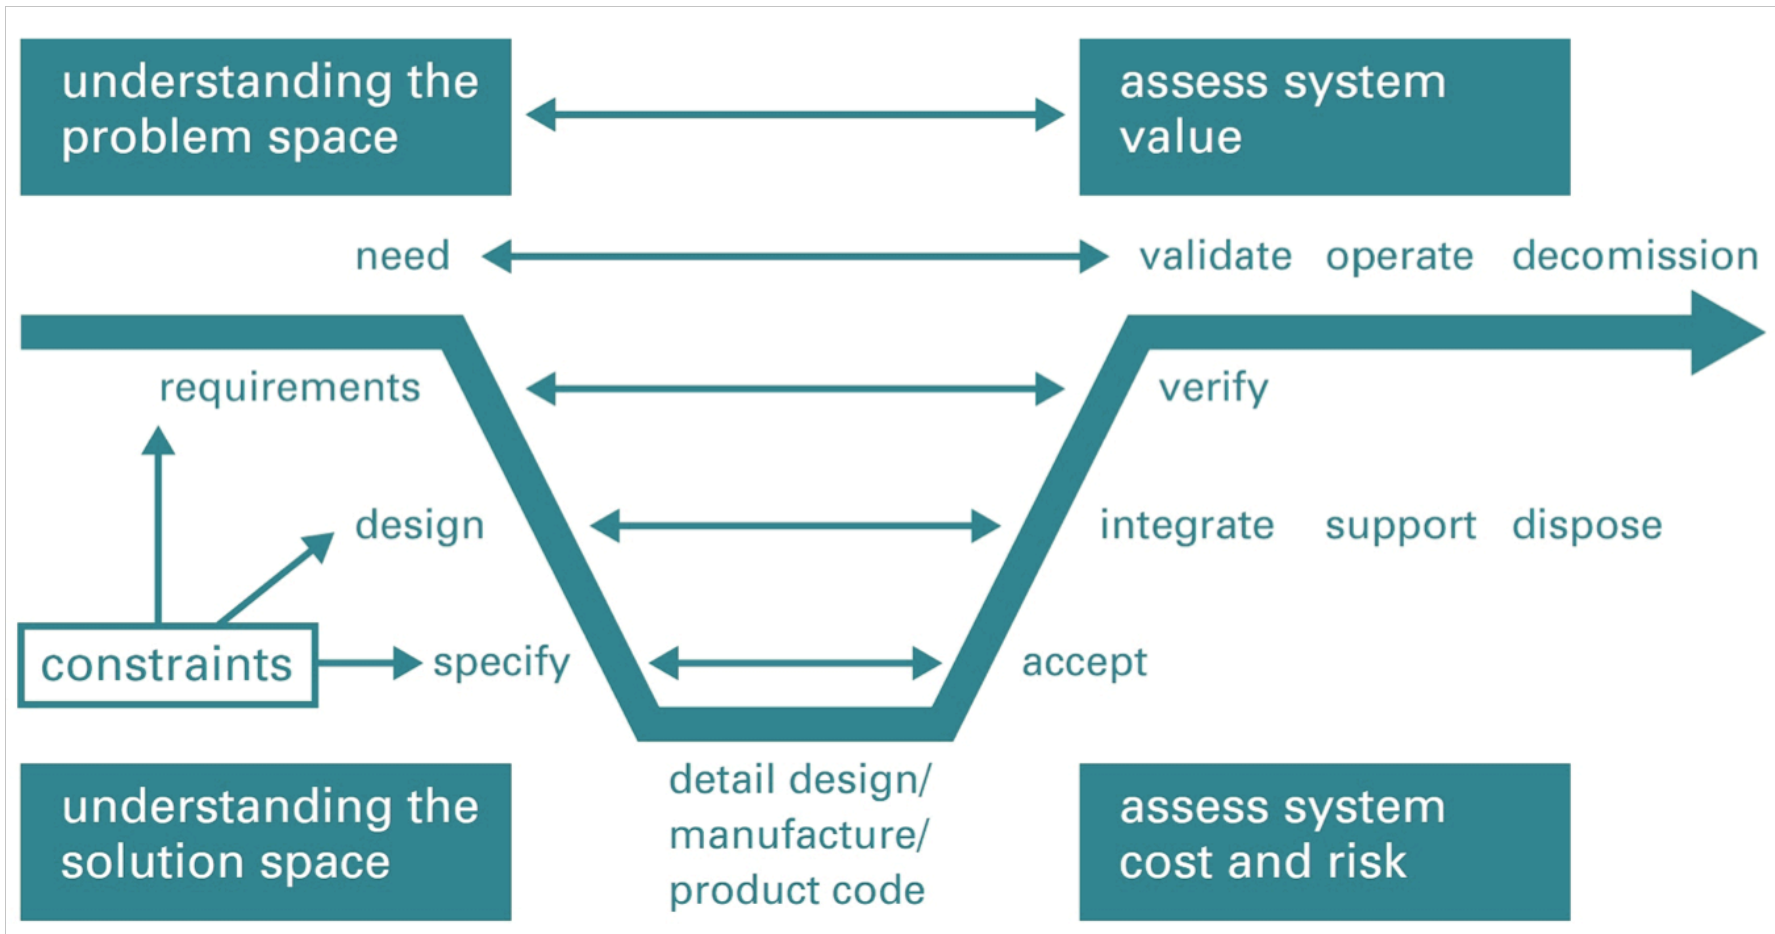 understanding the
problem space
assess system
value
need
validate operate decomission
requirements
verify
design
integrate support dispose
constraints
specify
accept
understanding the
solution space
detail design/
manufacture/
product code
assess system
cost and risk